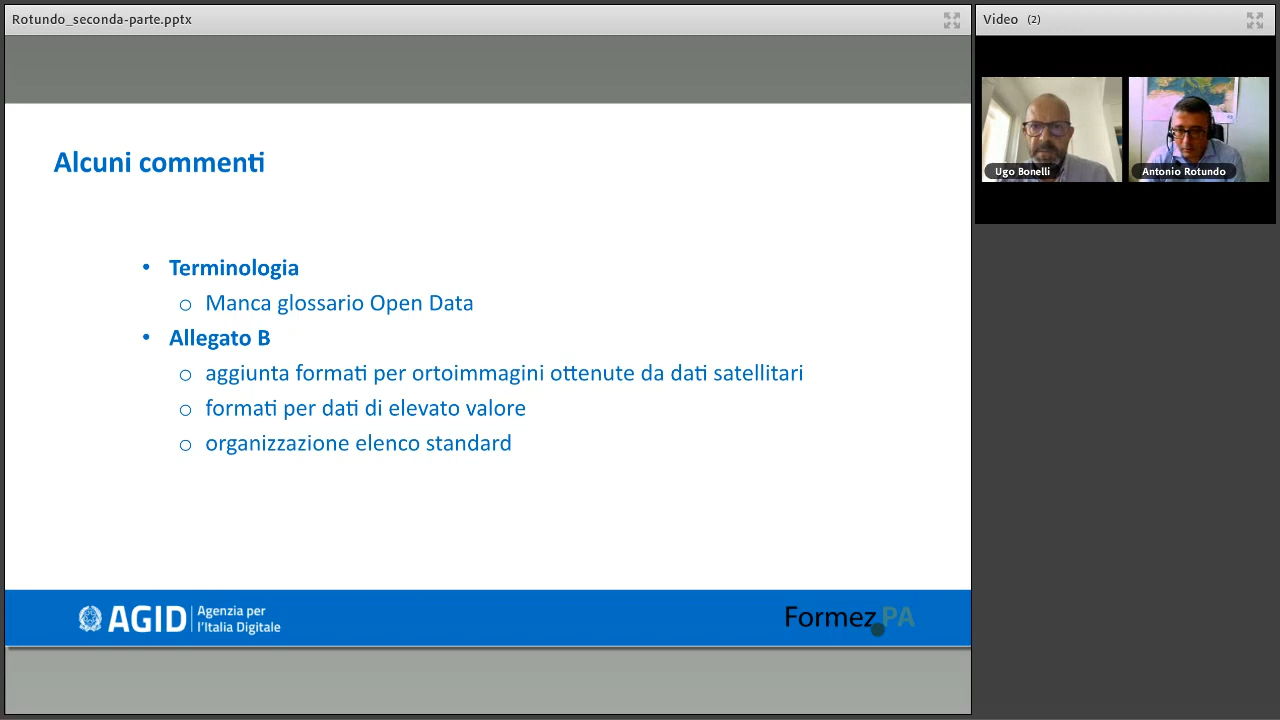 Rotundo_seconda-parte.pptx
Video (2)
Ugo Bonelli
Antonio Rotundo
Alcuni commenti
• Terminologia
o Manca glossario Open Data
• Allegato B
o aggiunta formati per ortoimmagini ottenute da dati satellitari
o formati per dati di elevato valore
o organizzazione elenco standard
AGID Agenzia per
l'Italia Digitale
Formez PA